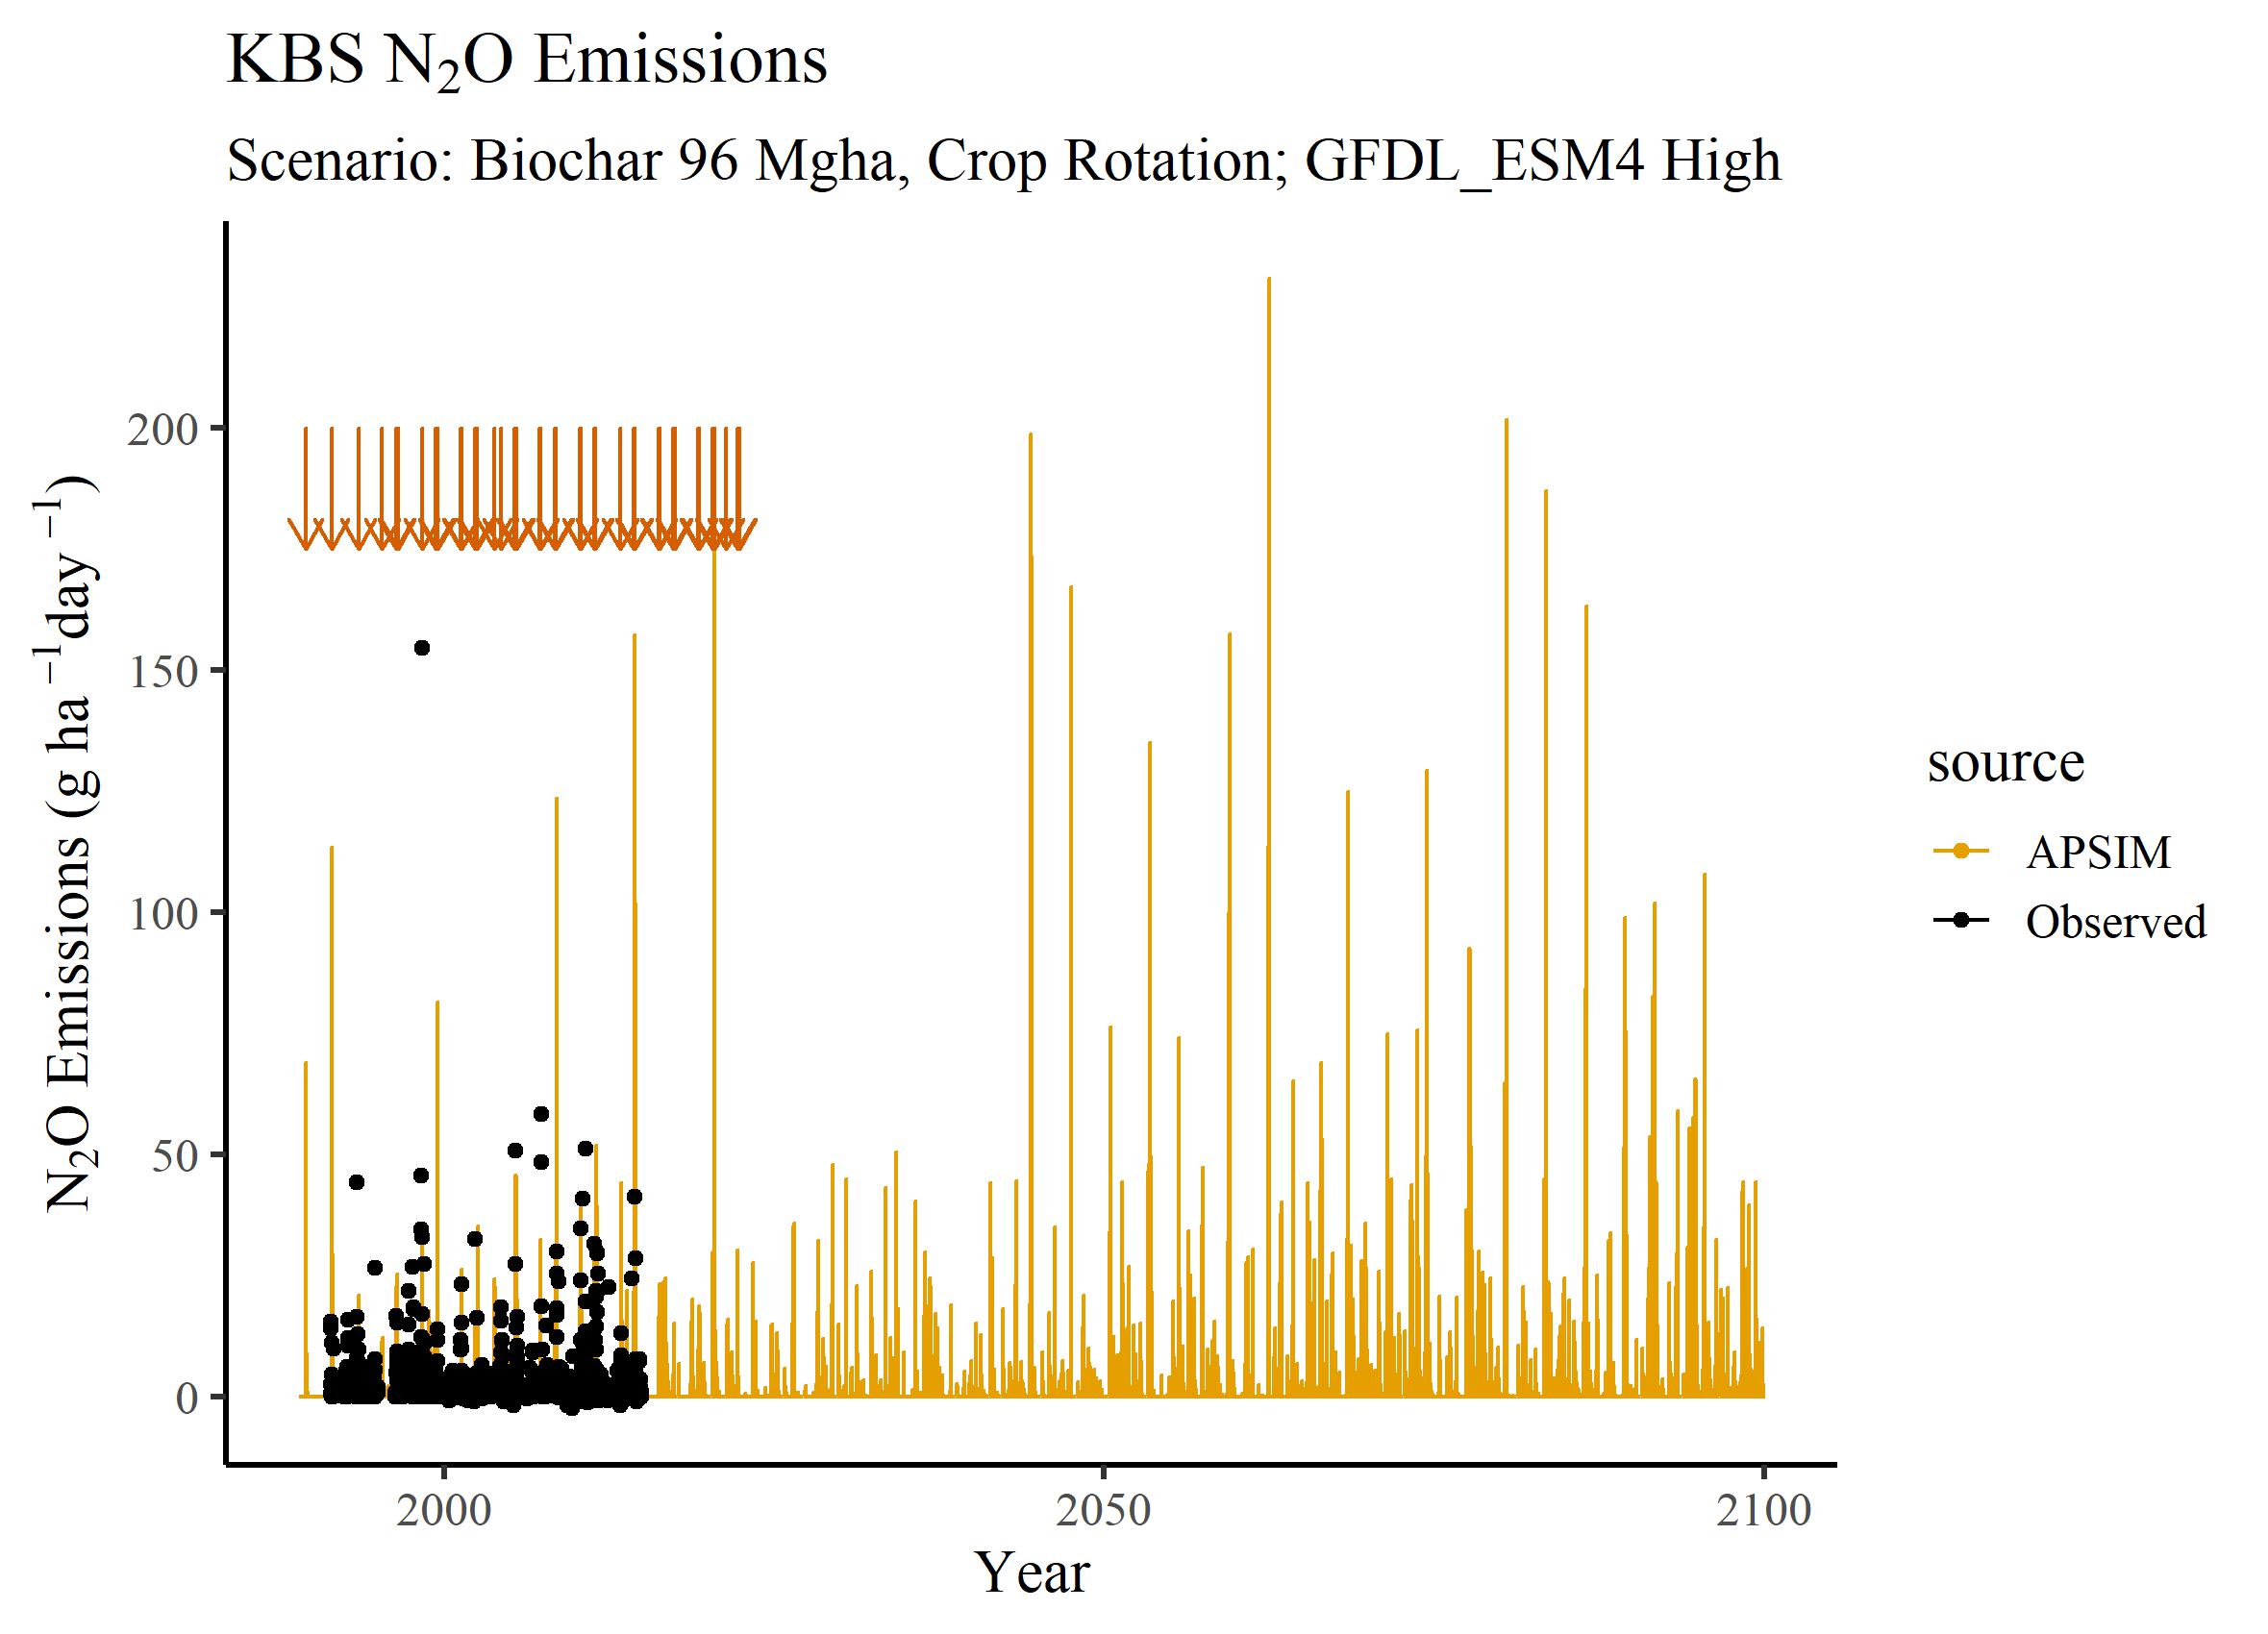 KBS N₂O Emissions
Scenario: Biochar 96 Mgha, Crop Rotation; GFDL_ESM4 High
N₂O Emissions (g ha ⁻¹day ⁻¹)
200
150
100
50
0
2000 2050 2100
Year
source
APSIM
Observed